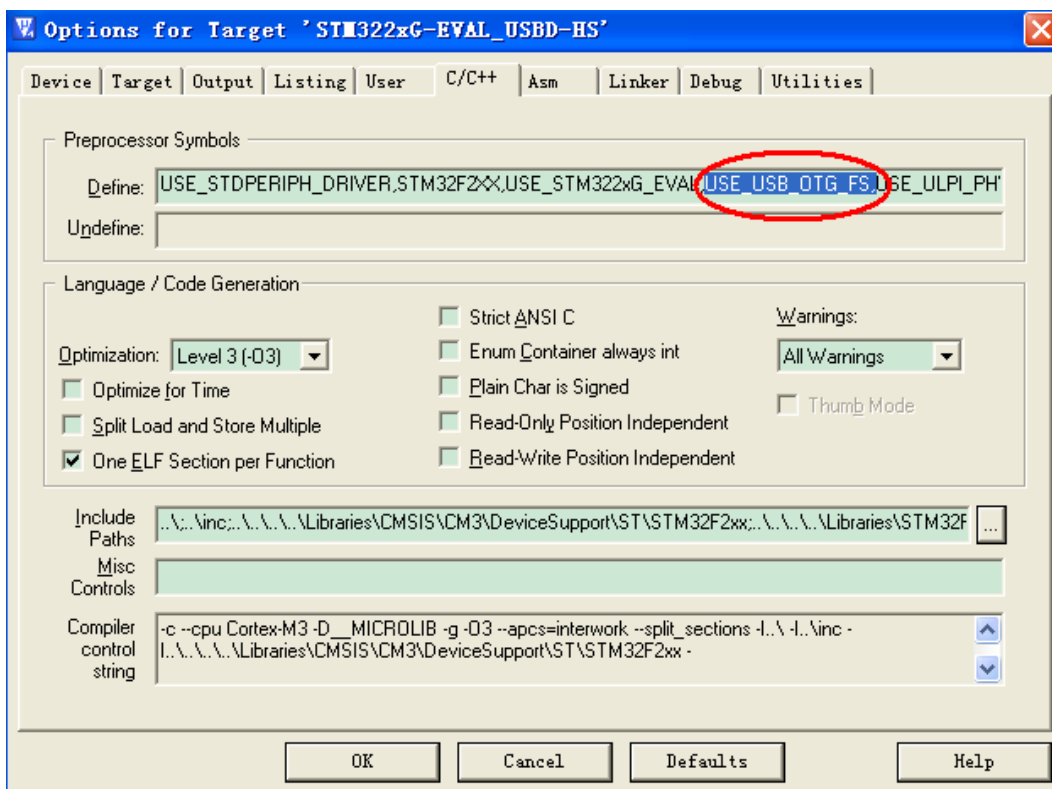 Options for Target 'STM322xG-EVAL_USBD-HS'
Device Target Output Listing User C/C++ Asm Linker Debug Utilities
Preprocessor Symbols
Define: USE_STDPERIPH_DRIVER,STM32F2XX,USE_STM322xG_EVAL,USE_USB_OTG_FS,USE_ULPI_PHY
Undefine:
Language / Code Generation
Strict ANSI C Warnings:
Optimization: Level 3 (-O3) Enum Container always int All Warnings
Optimize for Time Plain Char is Signed Thumb Mode
Split Load and Store Multiple Read-Only Position Independent
One ELF Section per Function Read-Write Position Independent
Include Paths ..\;..\inc;..\..\..\..\Libraries\CMSIS\CM3\DeviceSupport\ST\STM32F2xx;..\..\..\..\Libraries\STM32F ...
Misc Controls
Compiler control string -c --cpu Cortex-M3 -D__MICROLIB -g -O3 --apcs=interwork --split_sections -I..\ -I..\inc -
I..\..\..\..\Libraries\CMSIS\CM3\DeviceSupport\ST\STM32F2xx -
OK Cancel Defaults Help